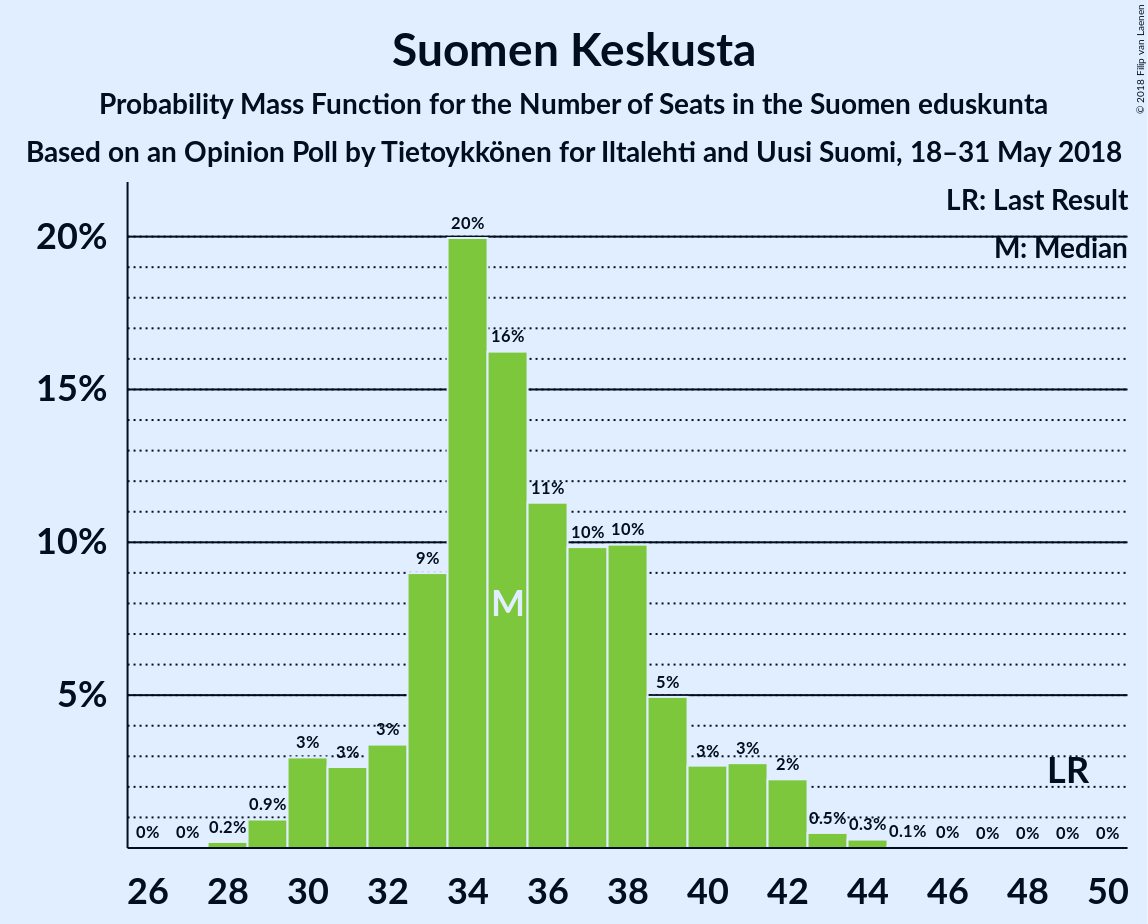 Suomen Keskusta
Probability Mass Function for the Number of Seats in the Suomen eduskunta
Based on an Opinion Poll by Tietoykkönen for Iltalehti and Uusi Suomi, 18–31 May 2018
© 2018 Filip van Laenen
LR: Last Result
M: Median
20%
15%
10%
5%
0% 0% 0.2% 0.9% 3% 3% 3% 9% 20% 16% 11% 10% 10% 5% 3% 3% 2% 0.5% 0.3% 0.1% 0% 0% 0% 0% 0%
M
LR
26 28 30 32 34 36 38 40 42 44 46 48 50